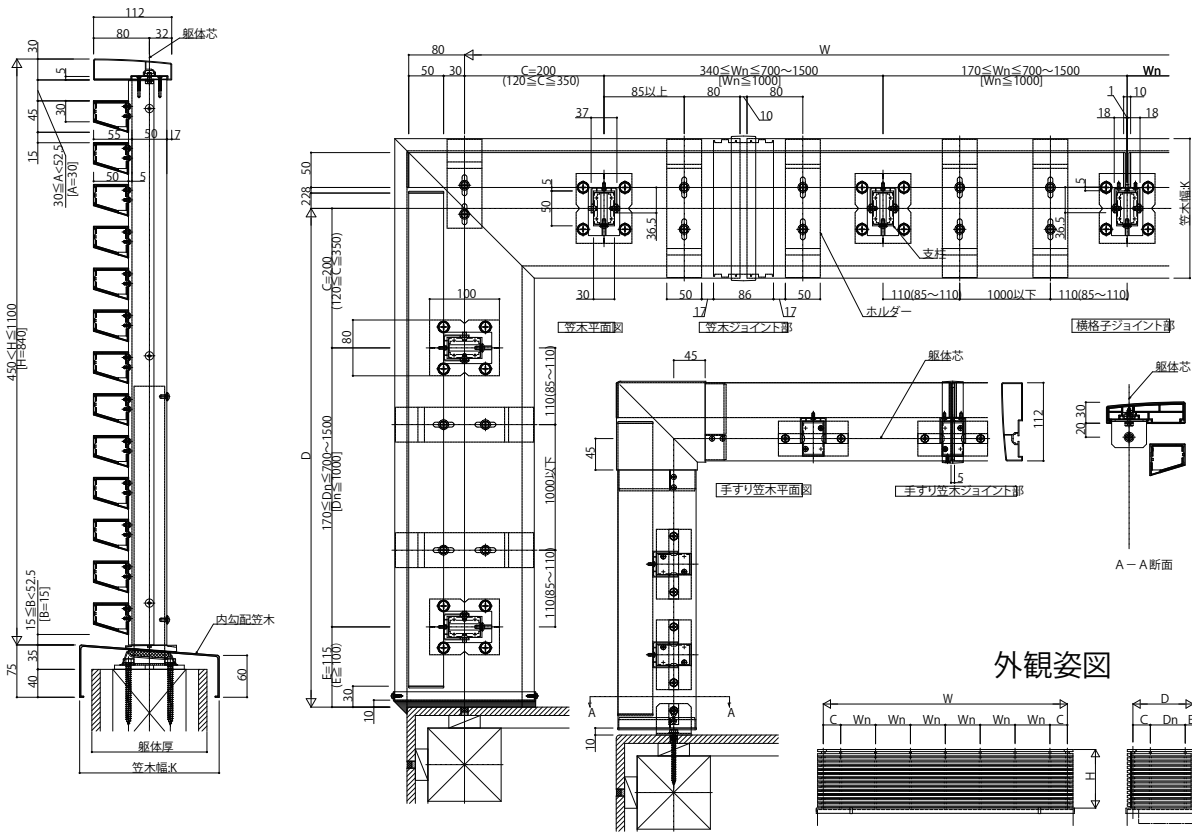 112
80
32
躯体芯
30
5
45
30
15
55
50
7
50
5
30≦A<52.5
[A=30]
450<H≦1100
[H=840]
15≦B<52.5
[B=15]
内勾配笠木
75
35
40
60
躯体厚
笠木幅:K
80
W
50
30
C=200
(120≦C≦350)
340≦Wn≦700～1500
[Wn≦1000]
170≦Wn≦700～1500
[Wn≦1000]
Wn
85以上
80
80
10
1
10
37
18
18
50
228
5
50
36.5
5
36.5
笠木幅:K
支柱
30
50
86
50
17
17
110(85～110)
1000以下
110(85～110)
ホルダー
笠木平面図
笠木ジョイント部
横格子ジョイント部
C=200
(120≦C≦350)
100
80
D
170≦Dn≦700～1500
[Dn≦1000]
110(85～110)
1000以下
110(85～110)
E=115
(E≧100)
30
10
45
躯体芯
112
45
5
手すり笠木平面図
手すり笠木ジョイント部
A
A
10
躯体芯
20
30
A－A断面
外観姿図
W
C
Wn
Wn
Wn
Wn
Wn
Wn
C
H
D
C
Dn